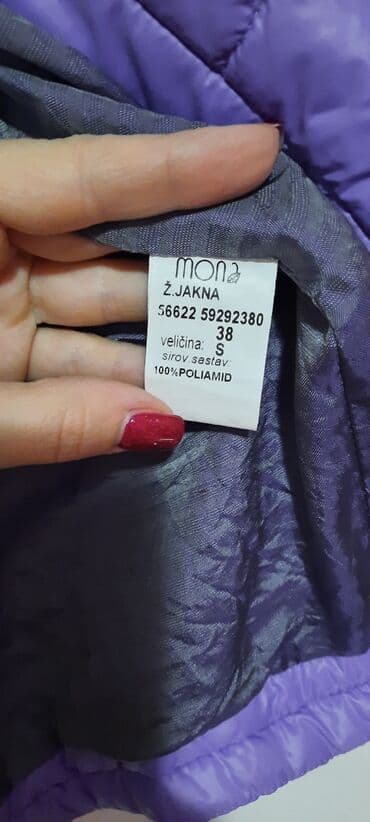 mona
Ž.JAKNA
56622 59292380
38
veličina: S
sirov sastav:
100%POLIAMID